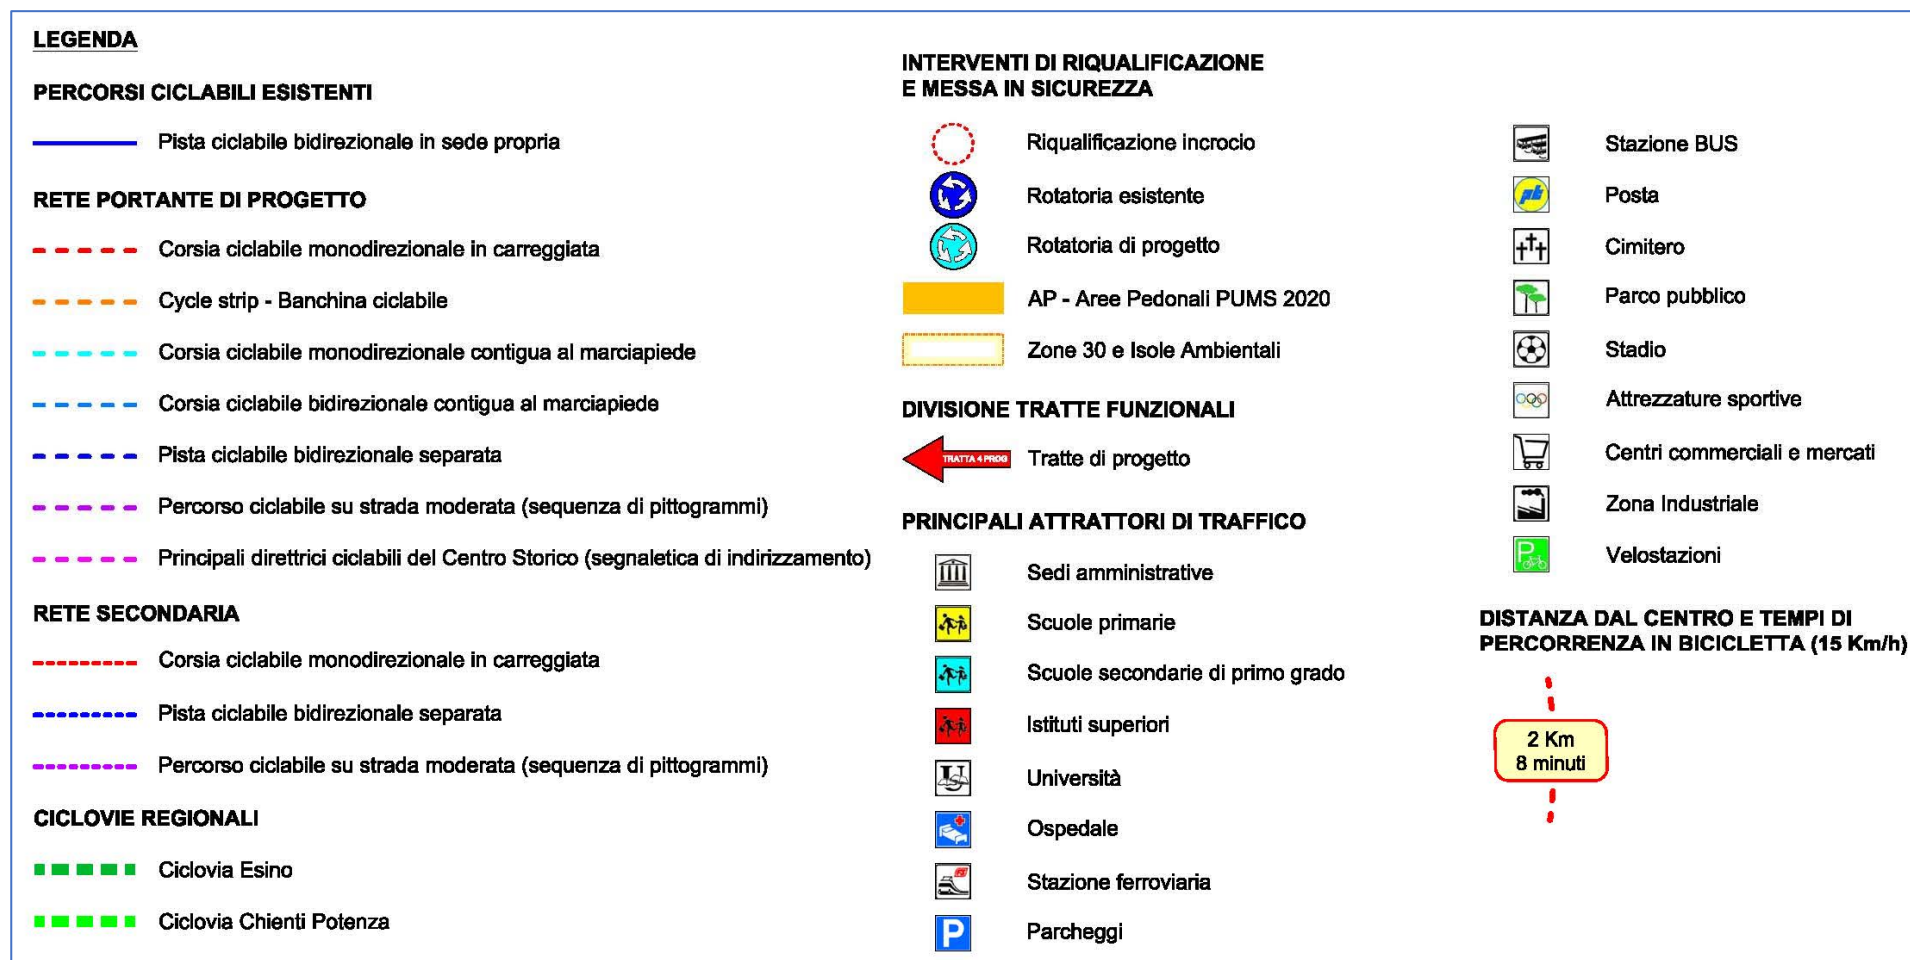 LEGENDA
PERCORSI CICLABILI ESISTENTI
Pista ciclabile bidirezionale in sede propria
RETE PORTANTE DI PROGETTO
Corsia ciclabile monodirezionale in carreggiata
Cycle strip - Banchina ciclabile
Corsia ciclabile monodirezionale contigua al marciapiede
Corsia ciclabile bidirezionale contigua al marciapiede
Pista ciclabile bidirezionale separata
Percorso ciclabile su strada moderata (sequenza di pittogrammi)
Principali direttrici ciclabili del Centro Storico (segnaletica di indirizzamento)
RETE SECONDARIA
Corsia ciclabile monodirezionale in carreggiata
Pista ciclabile bidirezionale separata
Percorso ciclabile su strada moderata (sequenza di pittogrammi)
CICLOVIE REGIONALI
Ciclovia Esino
Ciclovia Chienti Potenza
INTERVENTI DI RIQUALIFICAZIONE
E MESSA IN SICUREZZA
Riqualificazione incrocio
Rotatoria esistente
Rotatoria di progetto
AP - Aree Pedonali PUMS 2020
Zone 30 e Isole Ambientali
DIVISIONE TRATTE FUNZIONALI
TRATTA 4 PROG
Tratte di progetto
PRINCIPALI ATTRATTORI DI TRAFFICO
Sedi amministrative
Scuole primarie
Scuole secondarie di primo grado
Istituti superiori
U
Università
Ospedale
Stazione ferroviaria
P
Parcheggi
Stazione BUS
pt
Posta
Cimitero
Parco pubblico
Stadio
Attrezzature sportive
Centri commerciali e mercati
Zona Industriale
P
Velostazioni
DISTANZA DAL CENTRO E TEMPI DI
PERCORRENZA IN BICICLETTA (15 Km/h)
2 Km
8 minuti